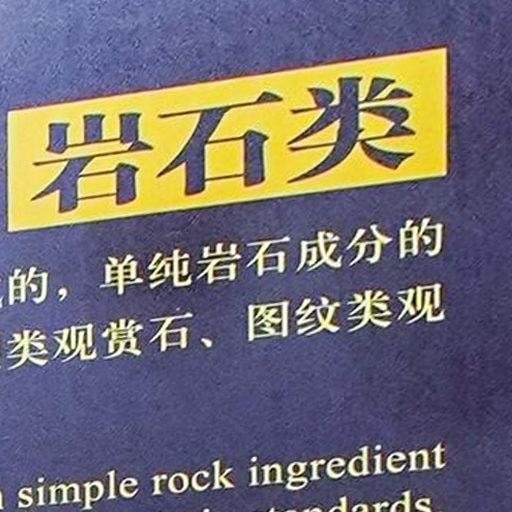 岩石类
的，单纯岩石成分的
类观赏石、图纹类观
simple rock ingredient
standards.